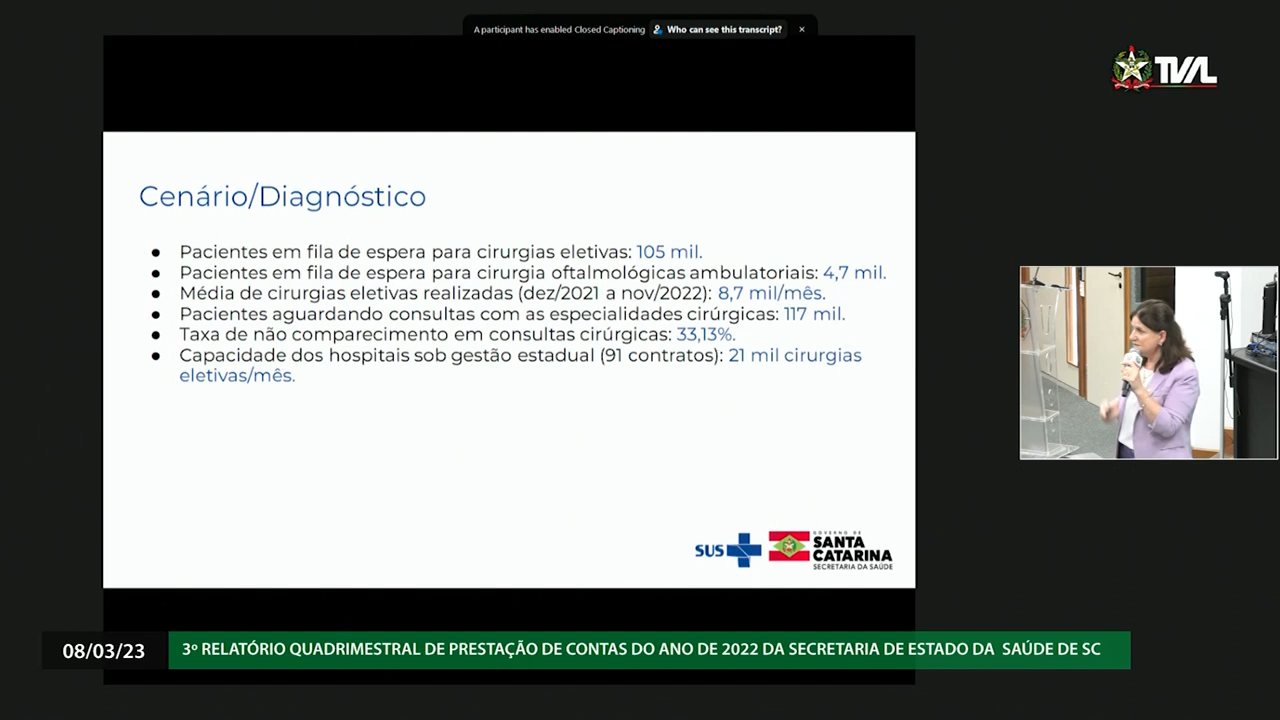 A participant has enabled Closed Captioning Who can see this transcript? ×
TVAL
Cenário/Diagnóstico
● Pacientes em fila de espera para cirurgias eletivas: 105 mil.
● Pacientes em fila de espera para cirurgia oftalmológicas ambulatoriais: 4,7 mil.
● Média de cirurgias eletivas realizadas (dez/2021 a nov/2022): 8,7 mil/mês.
● Pacientes aguardando consultas com as especialidades cirúrgicas: 117 mil.
● Taxa de não comparecimento em consultas cirúrgicas: 33,13%.
● Capacidade dos hospitais sob gestão estadual (91 contratos): 21 mil cirurgias
eletivas/mês.
SUS
GOVERNO DE
SANTA
CATARINA
SECRETARIA DA SAÚDE
08/03/23
3º RELATÓRIO QUADRIMESTRAL DE PRESTAÇÃO DE CONTAS DO ANO DE 2022 DA SECRETARIA DE ESTADO DA SAÚDE DE SC